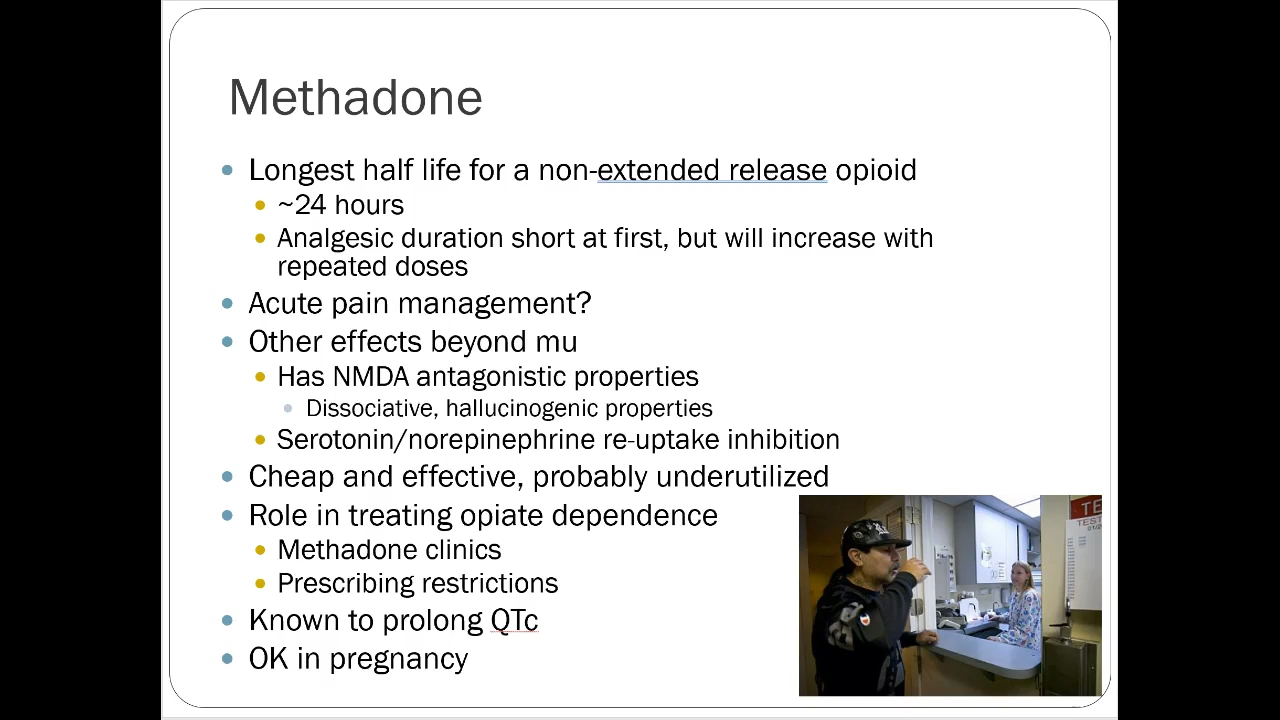 Methadone
Longest half life for a non-extended release opioid
~24 hours
Analgesic duration short at first, but will increase with
repeated doses
Acute pain management?
Other effects beyond mu
Has NMDA antagonistic properties
Dissociative, hallucinogenic properties
Serotonin/norepinephrine re-uptake inhibition
Cheap and effective, probably underutilized
Role in treating opiate dependence
Methadone clinics
Prescribing restrictions
Known to prolong QTc
OK in pregnancy
TE
TEST